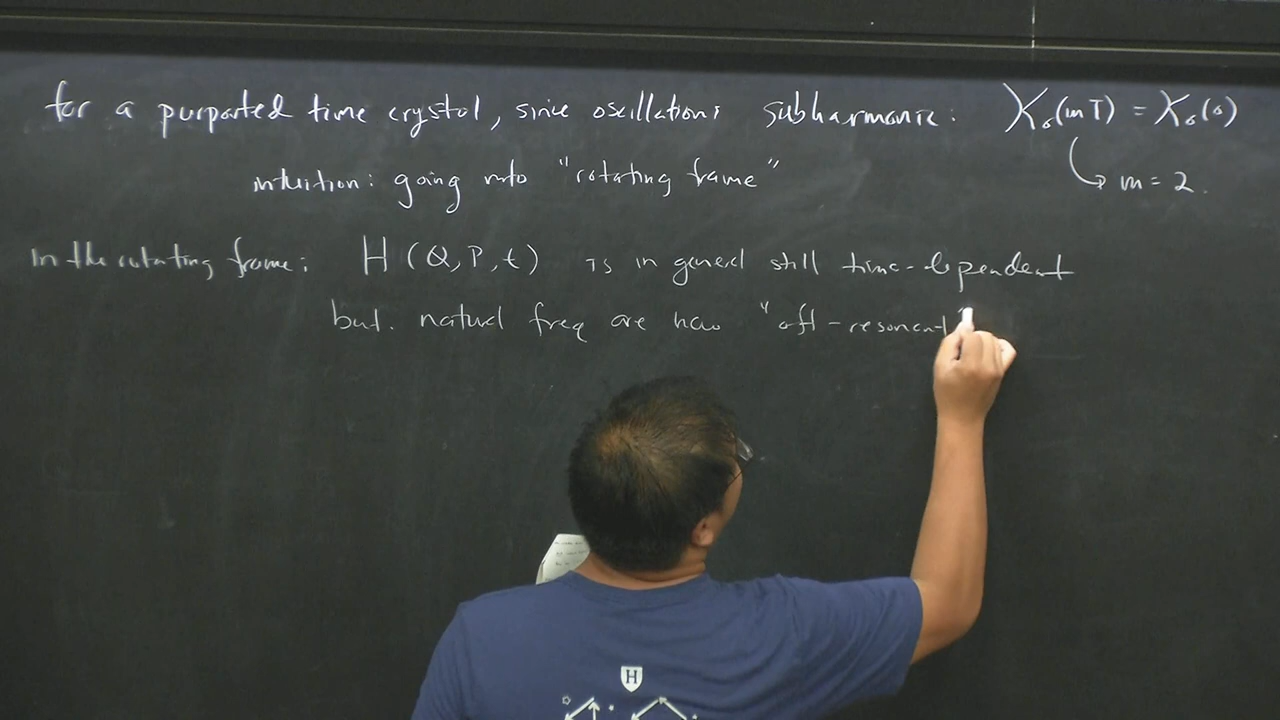 for a purported time crystal, since oscillations subharmonic: X₀(mT) = X₀(0)
intuition: going into "rotating frame"
↳ m = 2.
In the rotating frame: H(Q, P, t) is in general still time-dependent
but. natural freq are now "off-resonant"
H